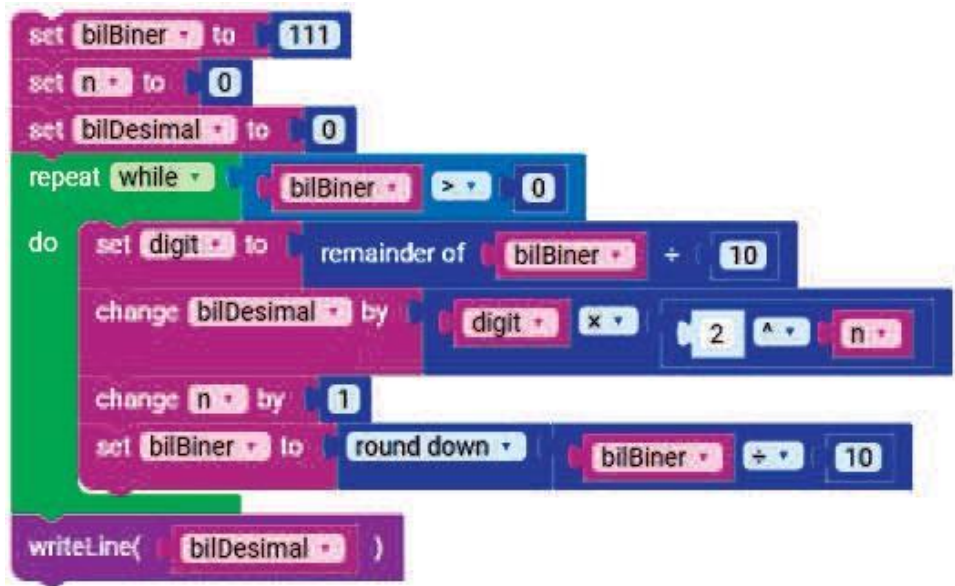 set bilBiner to 111
set n to 0
set bilDesimal to 0
repeat while bilBiner > 0
do set digit to remainder of bilBiner ÷ 10
change bilDesimal by digit × 2 ^ n
change n by 1
set bilBiner to round down bilBiner ÷ 10
writeLine( bilDesimal )